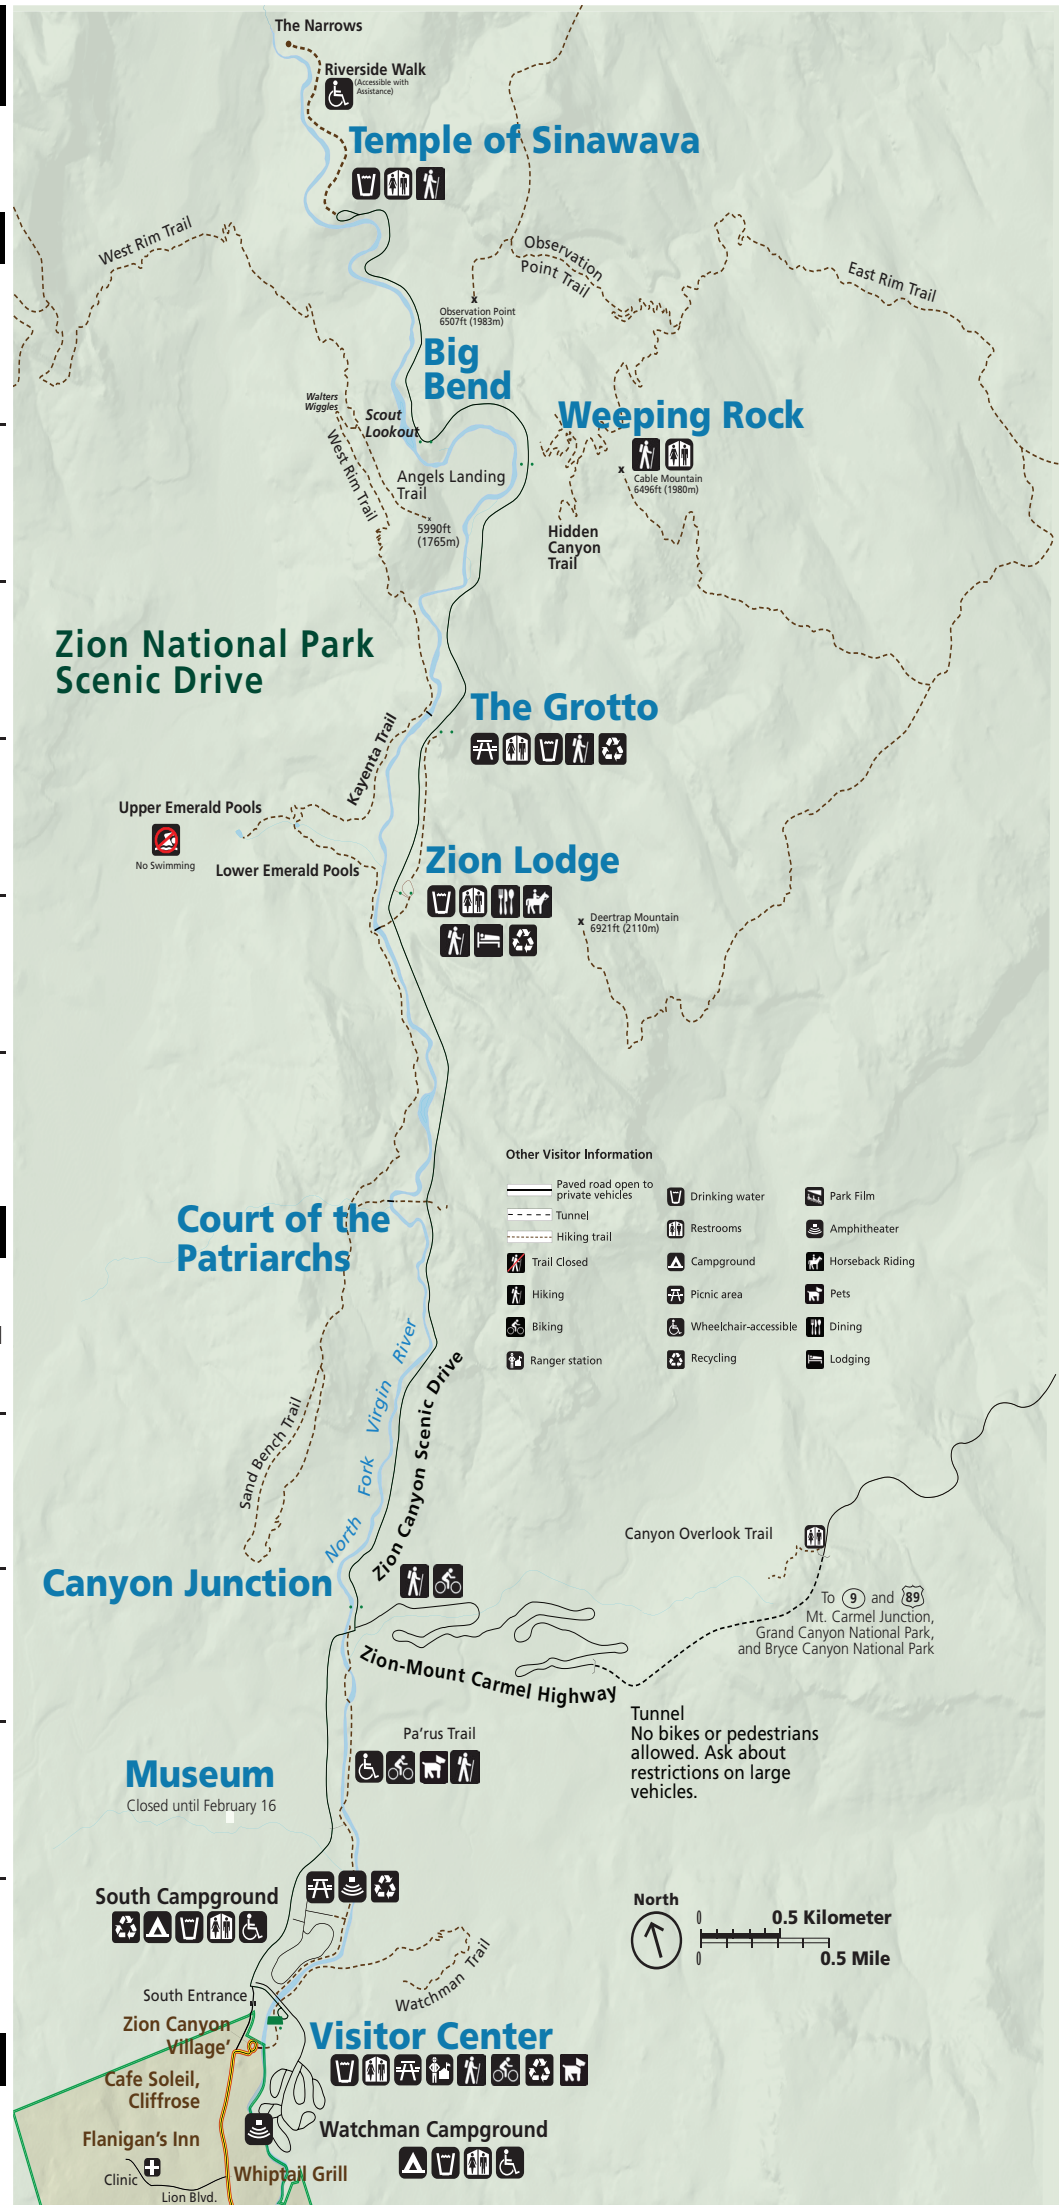 The Narrows
Riverside Walk
(Accessible with
Assistance)
Temple of Sinawava
West Rim Trail
Observation
Point Trail
East Rim Trail
x
Observation Point
6507ft (1983m)
Big
Bend
Walters
Wiggles
Scout
Lookout
Weeping Rock
West Rim Trail
Angels Landing
Trail
x
5990ft
(1765m)
x
Cable Mountain
6496ft (1980m)
Hidden
Canyon
Trail
Zion National Park
Scenic Drive
The Grotto
Kayenta Trail
Upper Emerald Pools
No Swimming
Lower Emerald Pools
Zion Lodge
x Deertrap Mountain
6921ft (2110m)
Court of the
Patriarchs
Other Visitor Information
Paved road open to
private vehicles
Tunnel
Hiking trail
Trail Closed
Hiking
Biking
Ranger station
Drinking water
Restrooms
Campground
Picnic area
Wheelchair-accessible
Recycling
Park Film
Amphitheater
Horseback Riding
Pets
Dining
Lodging
North Fork Virgin River
Zion Canyon Scenic Drive
Sand Bench Trail
Canyon Junction
Canyon Overlook Trail
To 9 and 89
Mt. Carmel Junction,
Grand Canyon National Park,
and Bryce Canyon National Park
Zion-Mount Carmel Highway
Tunnel
No bikes or pedestrians
allowed. Ask about
restrictions on large
vehicles.
Pa'rus Trail
Museum
Closed until February 16
South Campground
North
0 0.5 Kilometer
0 0.5 Mile
Watchman Trail
South Entrance
Zion Canyon
Village'
Visitor Center
Cafe Soleil,
Cliffrose
Flanigan's Inn
Watchman Campground
Clinic
Whiptail Grill
Lion Blvd.